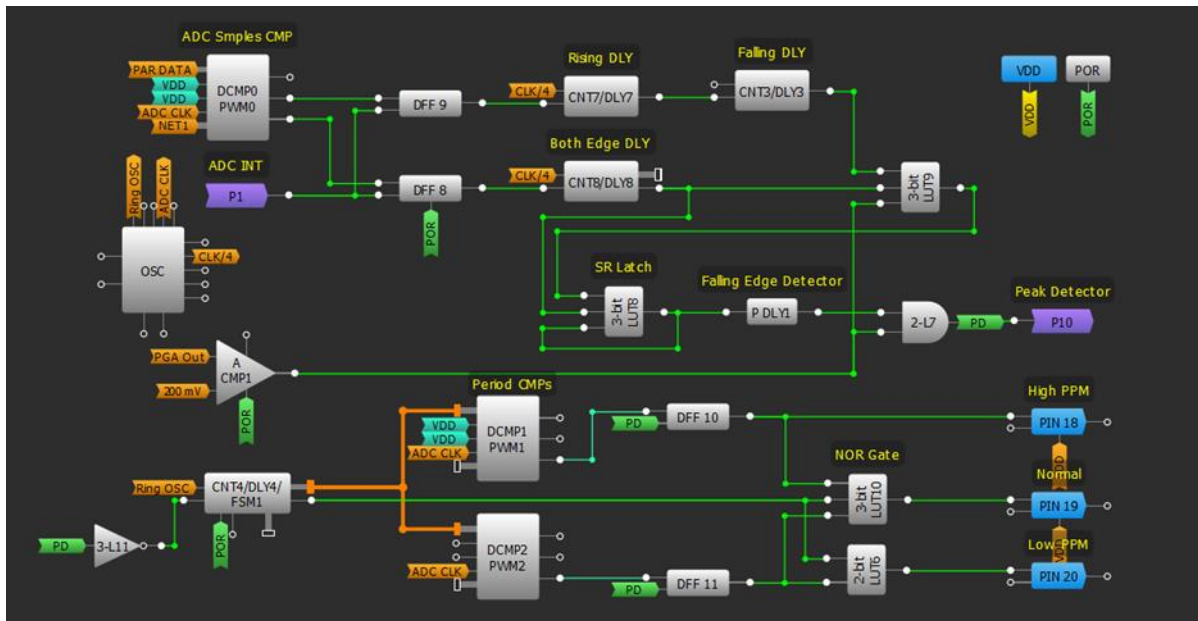 ADC Smples CMP
PAR DATA
VDD
VDD
ADC CLK
NET1
DCMP0
PWM0
DFF 9
Rising DLY
CLK/4
CNT7/DLY7
Falling DLY
CNT3/DLY3
VDD
VDD
POR
POR
ADC INT
P1
DFF 8
POR
Both Edge DLY
CLK/4
CNT8/DLY8
3-bit
LUT9
Ring OSC
ADC CLK
OSC
CLK/4
SR Latch
3-bit
LUT8
Falling Edge Detector
P DLY1
2-L7
PD
Peak Detector
P10
PGA Out
200 mV
A
CMP1
POR
Period CMPs
VDD
VDD
ADC CLK
DCMP1
PWM1
PD
DFF 10
High PPM
PIN 18
VDD
NOR Gate
3-bit
LUT10
Normal
PIN 19
VDD
Ring OSC
CNT4/DLY4/
FSM1
POR
PD
3-L11
ADC CLK
DCMP2
PWM2
PD
DFF 11
2-bit
LUT6
Low PPM
PIN 20